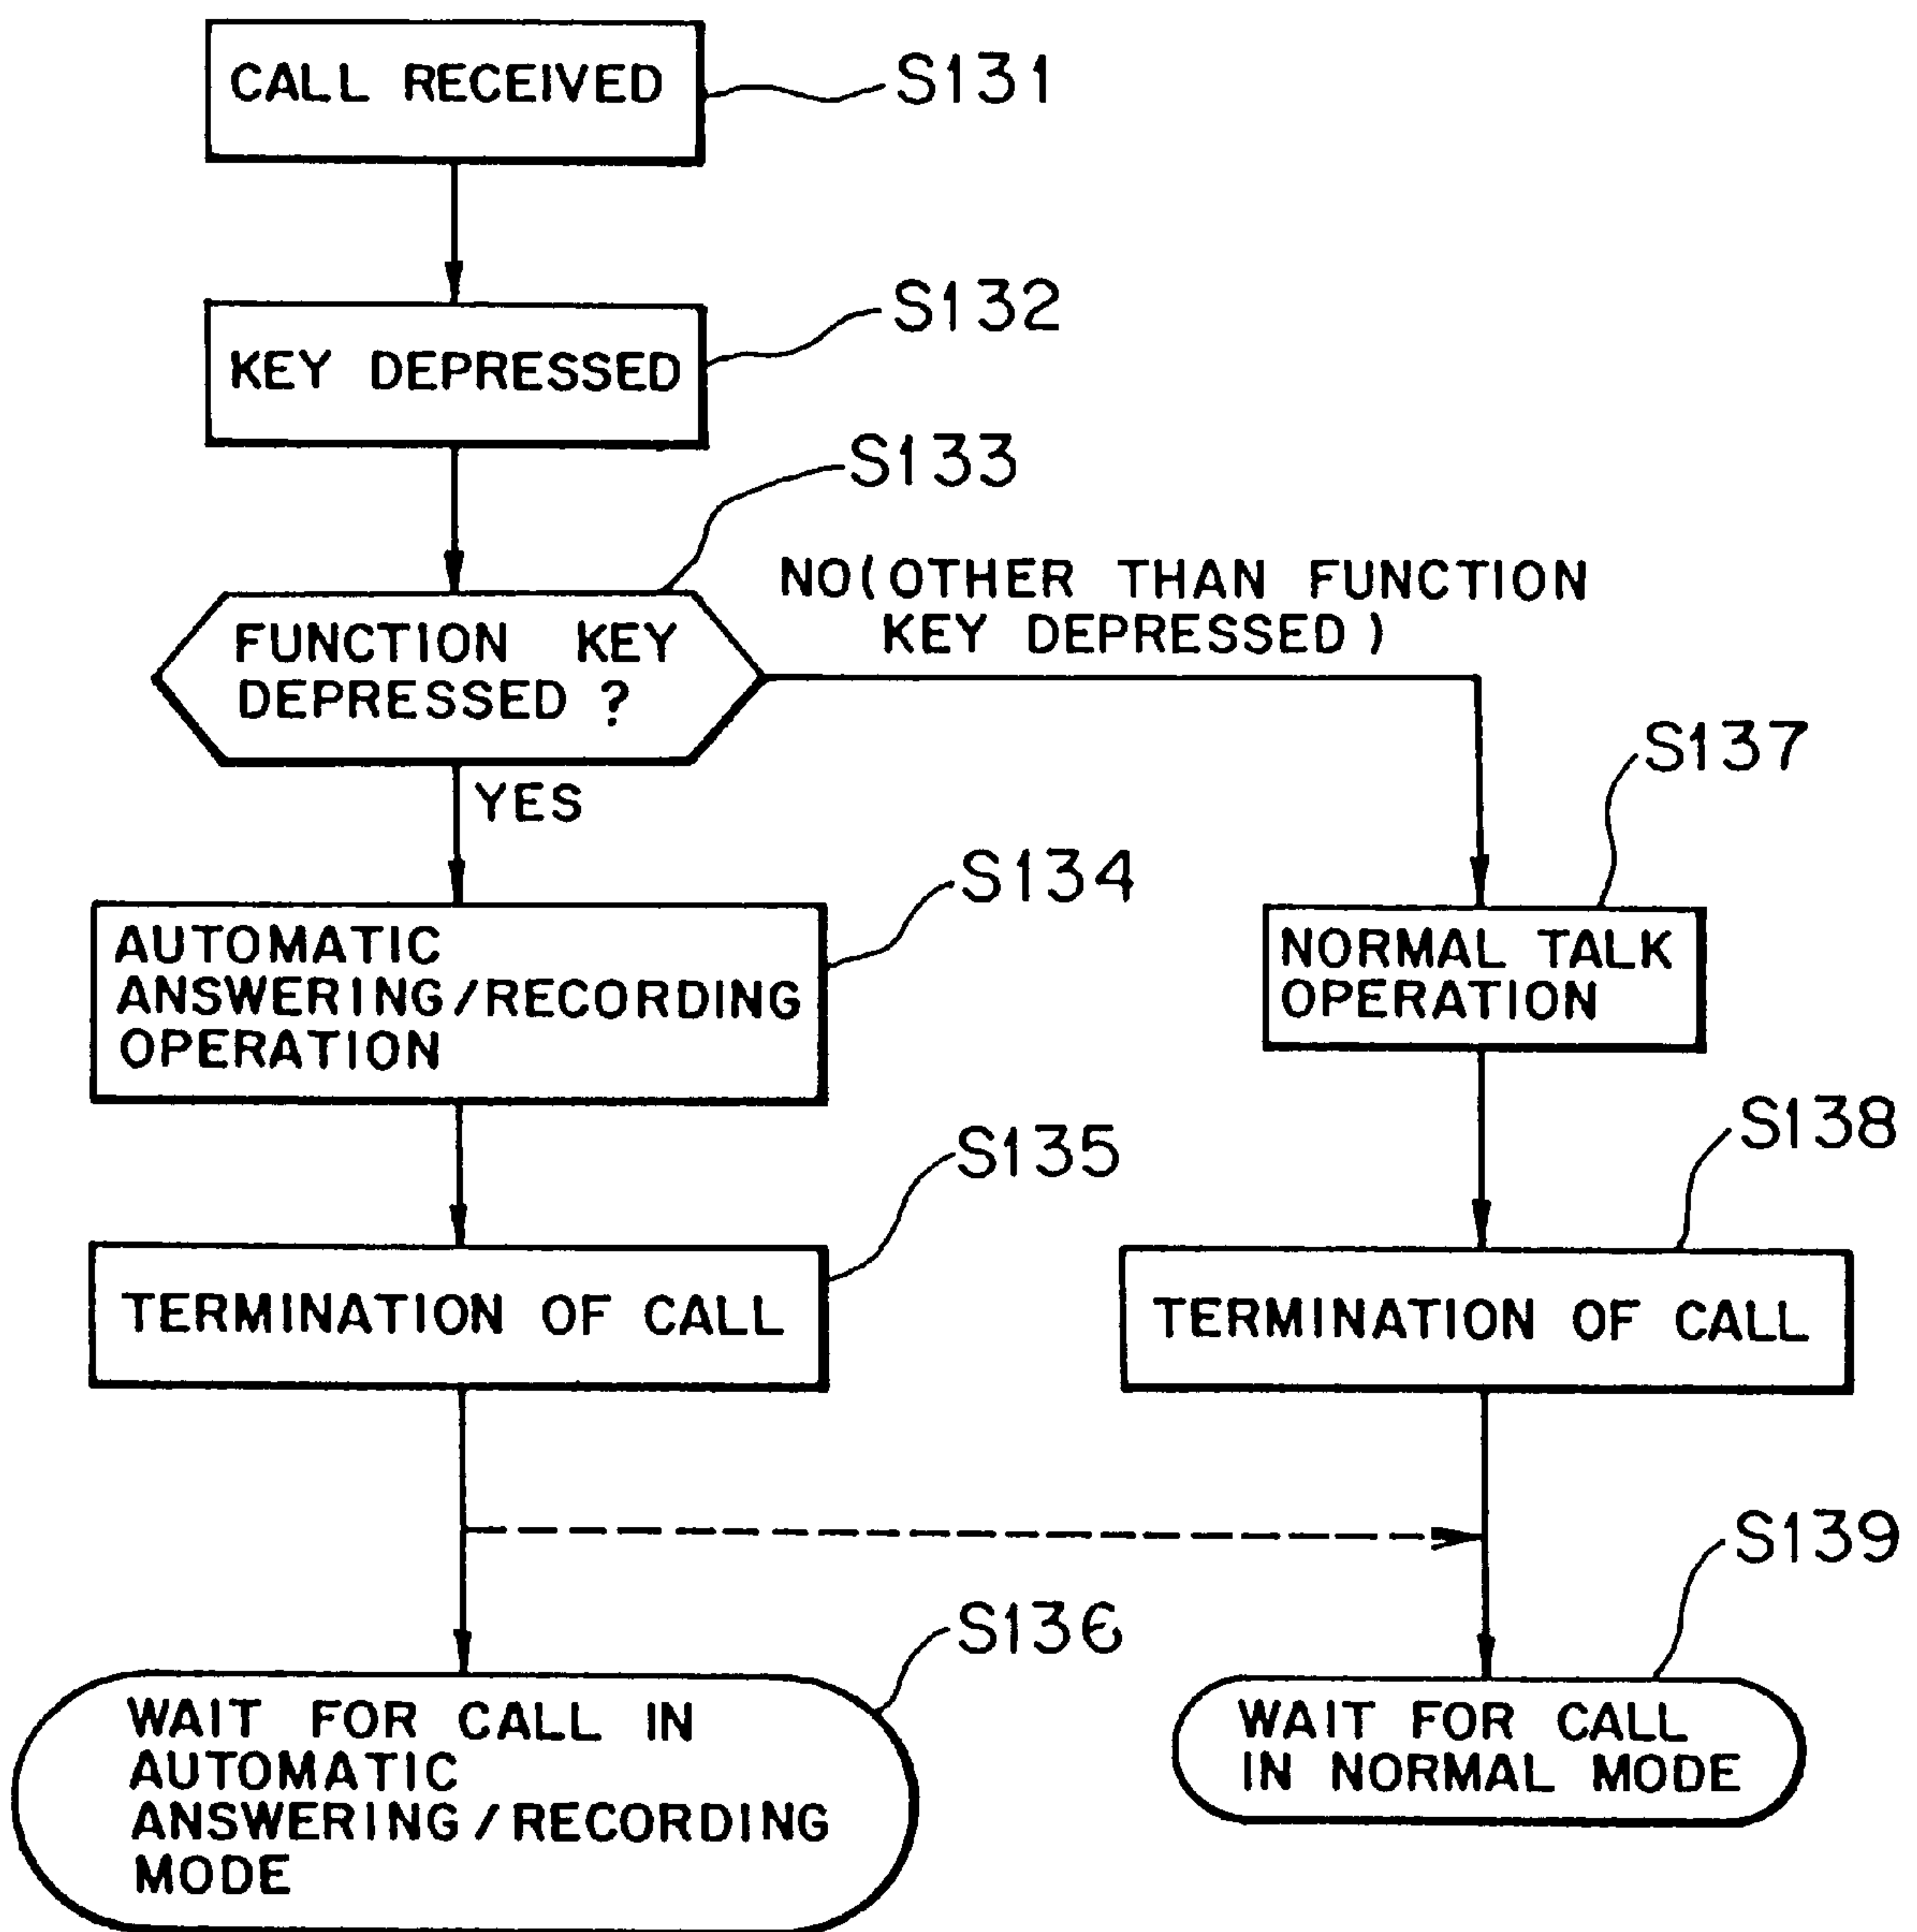 CALL RECEIVED
S131
KEY DEPRESSED
S132
S133
FUNCTION KEY
DEPRESSED ?
NO(OTHER THAN FUNCTION
KEY DEPRESSED)
YES
S134
AUTOMATIC
ANSWERING/RECORDING
OPERATION
S137
NORMAL TALK
OPERATION
S135
TERMINATION OF CALL
S138
TERMINATION OF CALL
S136
WAIT FOR CALL IN
AUTOMATIC
ANSWERING/RECORDING
MODE
S139
WAIT FOR CALL
IN NORMAL MODE